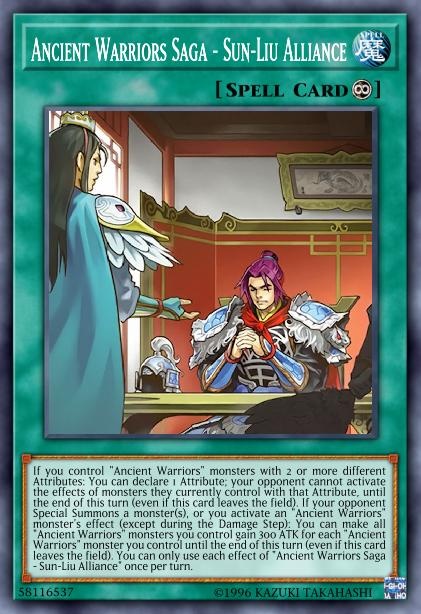 ANCIENT WARRIORS SAGA - SUN-LIU ALLIANCE
SPELL
魔
[SPELL CARD]
If you control "Ancient Warriors" monsters with 2 or more different
Attributes: You can declare 1 Attribute; your opponent cannot activate
the effects of monsters they currently control with that Attribute, until
the end of this turn (even if this card leaves the field). If your opponent
Special Summons a monster(s), or you activate an "Ancient Warriors"
monster's effect (except during the Damage Step): You can make all
"Ancient Warriors" monsters you control gain 300 ATK for each "Ancient
Warriors" monster you control until the end of this turn (even if this card
leaves the field). You can only use each effect of "Ancient Warriors Saga
- Sun-Liu Alliance" once per turn.
58116537
©1996 KAZUKI TAKAHASHI